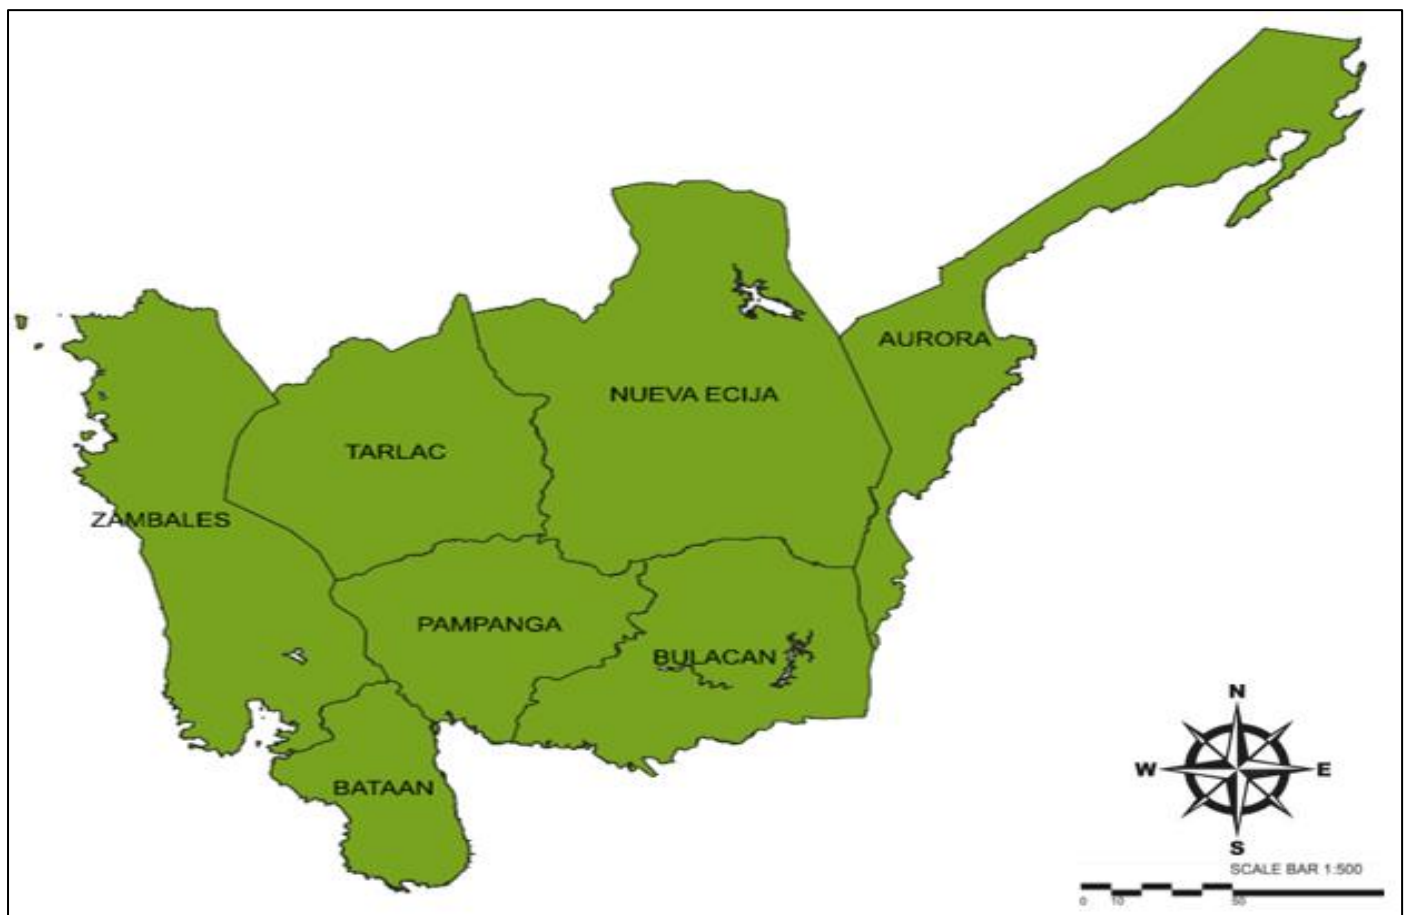 AURORA
NUEVA ECIJA
TARLAC
ZAMBALES
PAMPANGA
BULACAN
BATAAN
N
W E
S
SCALE BAR 1:500
0 10 50